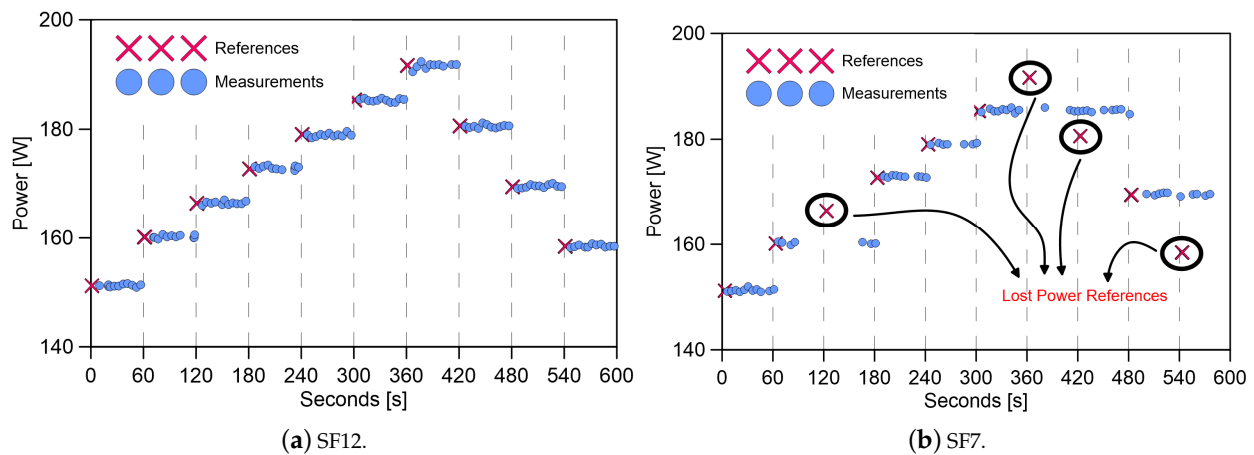 200
180
160
140
Power [W]
References
Measurements
0 60 120 180 240 300 360 420 480 540 600
Seconds [s]
(a) SF12.
200
180
160
140
Power [W]
References
Measurements
Lost Power References
0 60 120 180 240 300 360 420 480 540 600
Seconds [s]
(b) SF7.